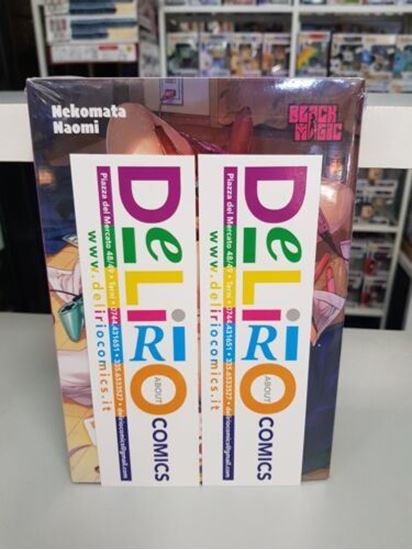 Nekomata
Naomi
BLACK
MAGIC
DeLiRiO
ABOUT
COMICS
Piazza del Mercato 48/49 • Terni • 0744.431651 • 335.6533527 • deliriocomics@gmail.com
www.deliriocomics.it
DeLiRiO
ABOUT
COMICS
Piazza del Mercato 48/49 • Terni • 0744.431651 • 335.6533527 • deliriocomics@gmail.com
www.deliriocomics.it